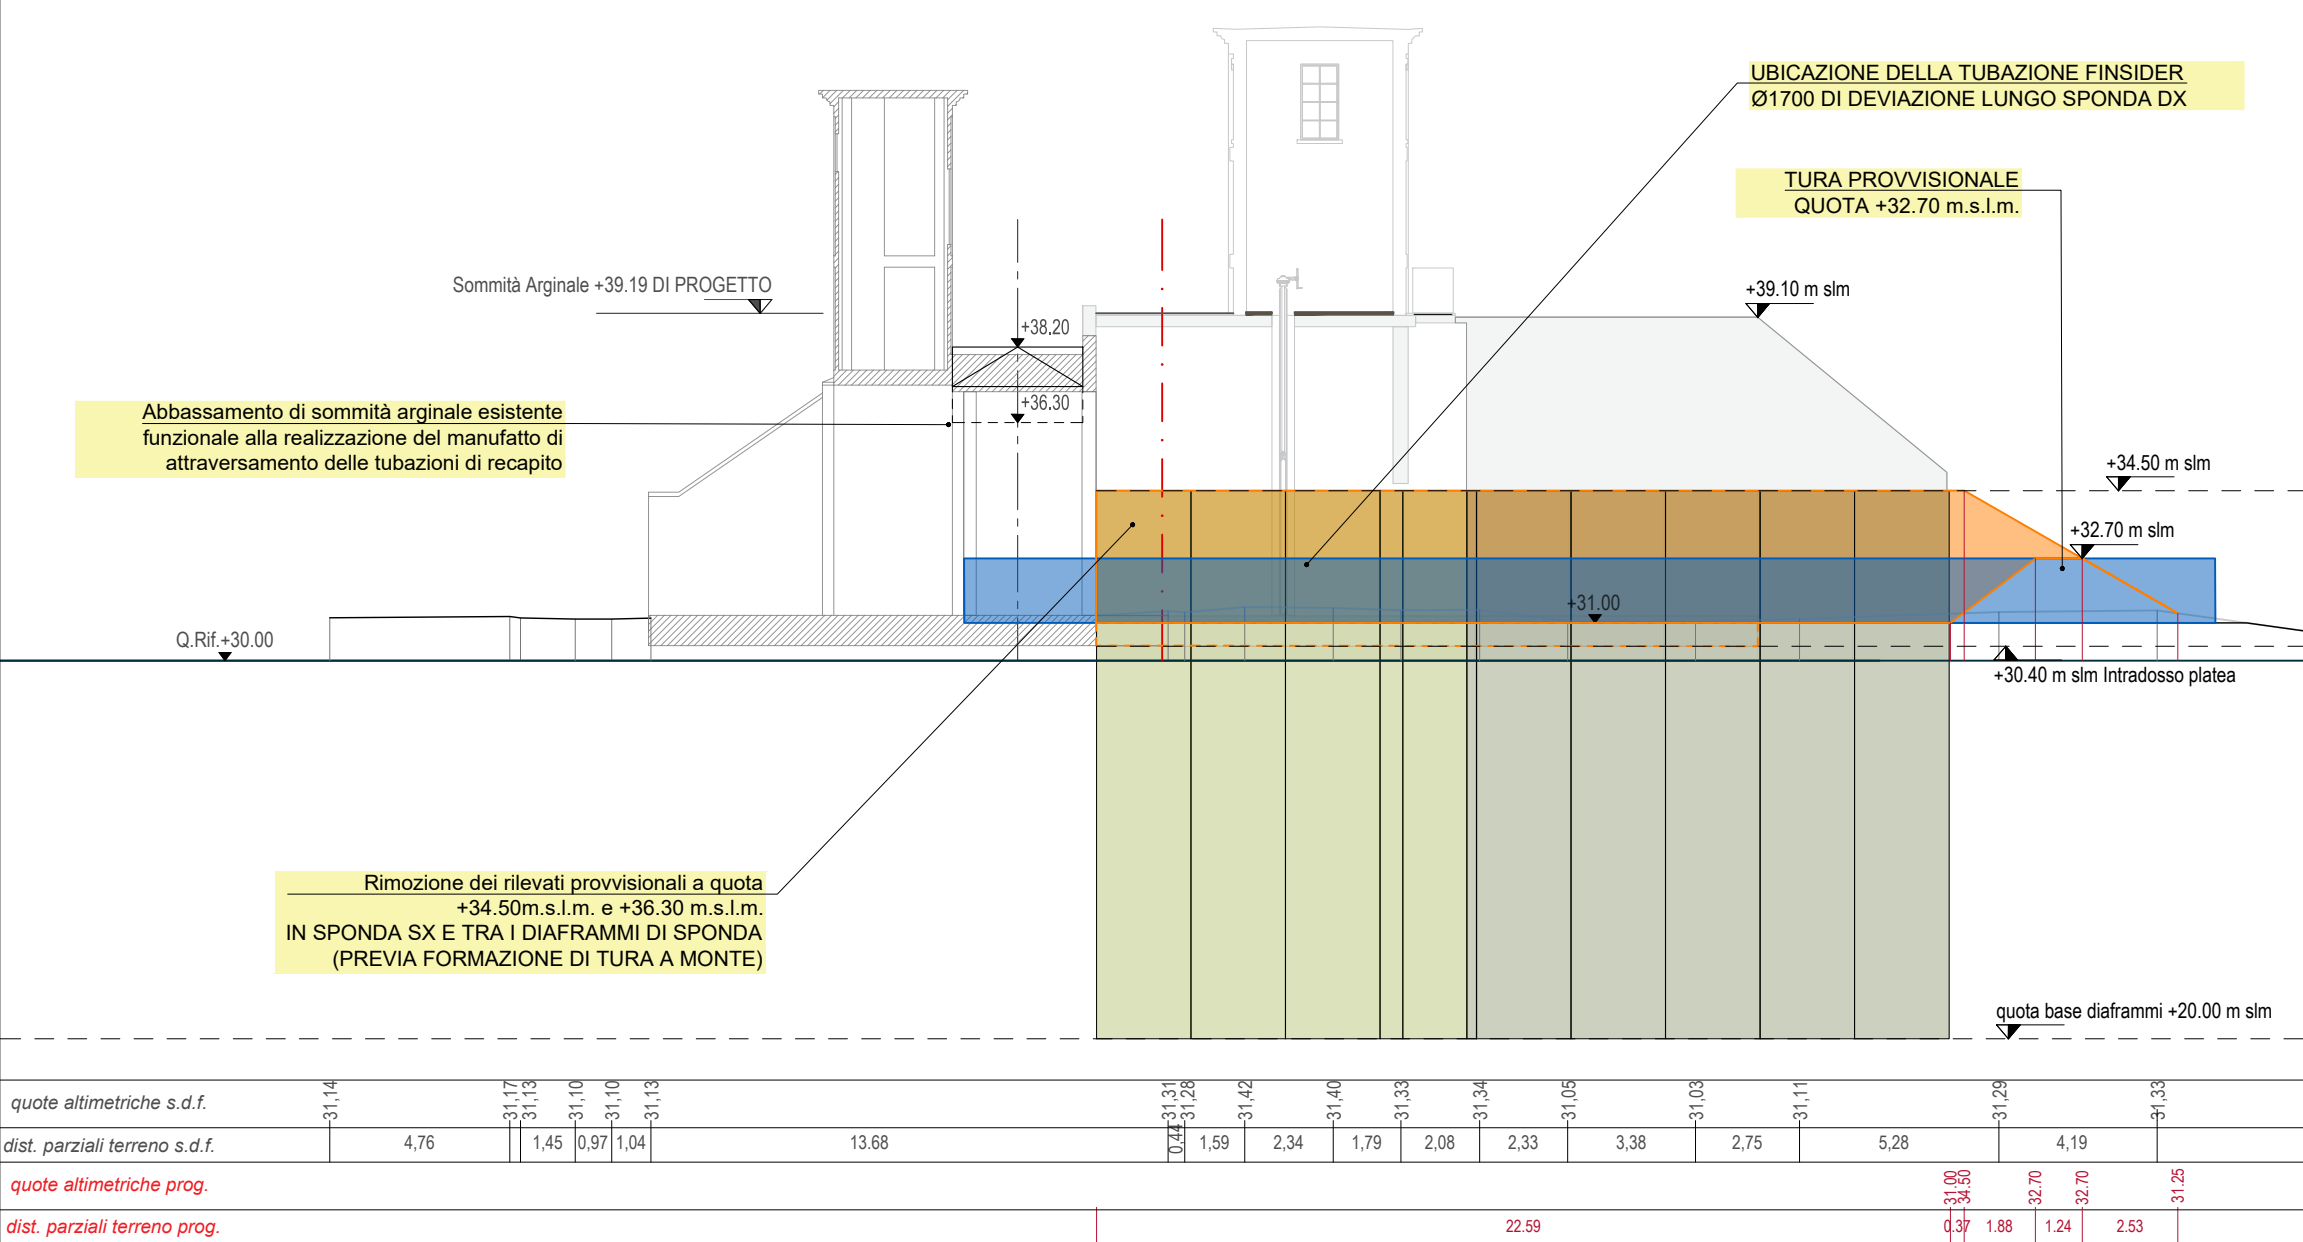 UBICAZIONE DELLA TUBAZIONE FINSIDER
Ø1700 DI DEVIAZIONE LUNGO SPONDA DX
TURA PROVVISIONALE
QUOTA +32.70 m.s.l.m.
Sommità Arginale +39.19 DI PROGETTO
+39.10 m slm
+38,20
+36.30
Abbassamento di sommità arginale esistente
funzionale alla realizzazione del manufatto di
attraversamento delle tubazioni di recapito
+34.50 m slm
+32.70 m slm
+31.00
Q.Rif.+30.00
+30.40 m slm Intradosso platea
Rimozione dei rilevati provvisionali a quota
+34.50m.s.l.m. e +36.30 m.s.l.m.
IN SPONDA SX E TRA I DIAFRAMMI DI SPONDA
(PREVIA FORMAZIONE DI TURA A MONTE)
quota base diaframmi +20.00 m slm
quote altimetriche s.d.f. 31,14 31,17 31,13 31,10 31,10 31,13 31,31 31,28 31,42 31,40 31,33 31,34 31,05 31,03 31,11 31,29 31,33
dist. parziali terreno s.d.f. 4,76 1,45 0,97 1,04 13.68 0,44 1,59 2,34 1,79 2,08 2,33 3,38 2,75 5,28 4,19
quote altimetriche prog. 31.00 34.50 32.70 32.70 31.25
dist. parziali terreno prog. 22.59 0.37 1.88 1.24 2.53